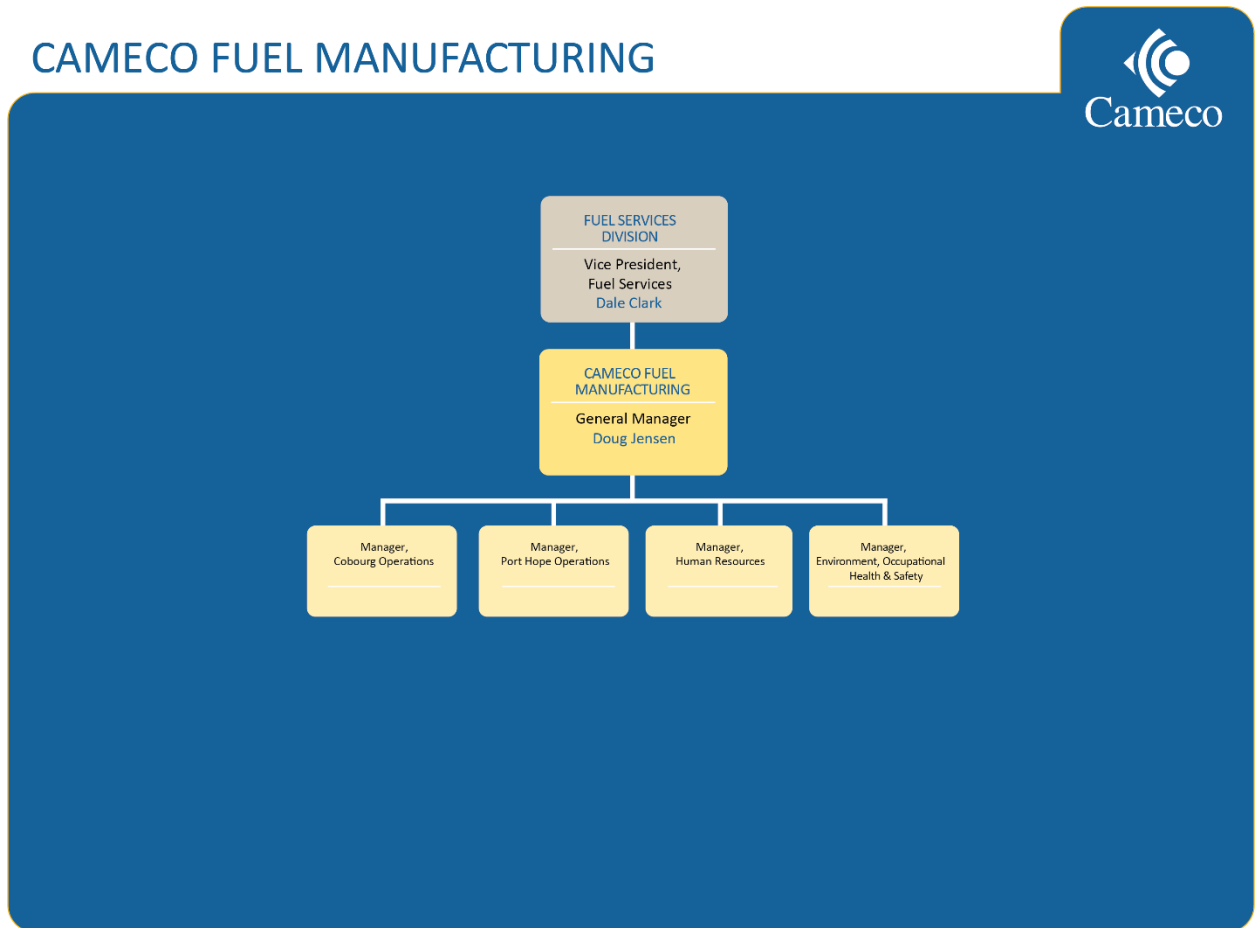 CAMECO FUEL MANUFACTURING
Cameco
FUEL SERVICES
DIVISION
Vice President,
Fuel Services
Dale Clark
CAMECO FUEL
MANUFACTURING
General Manager
Doug Jensen
Manager,
Cobourg Operations
Manager,
Port Hope Operations
Manager,
Human Resources
Manager,
Environment, Occupational
Health & Safety